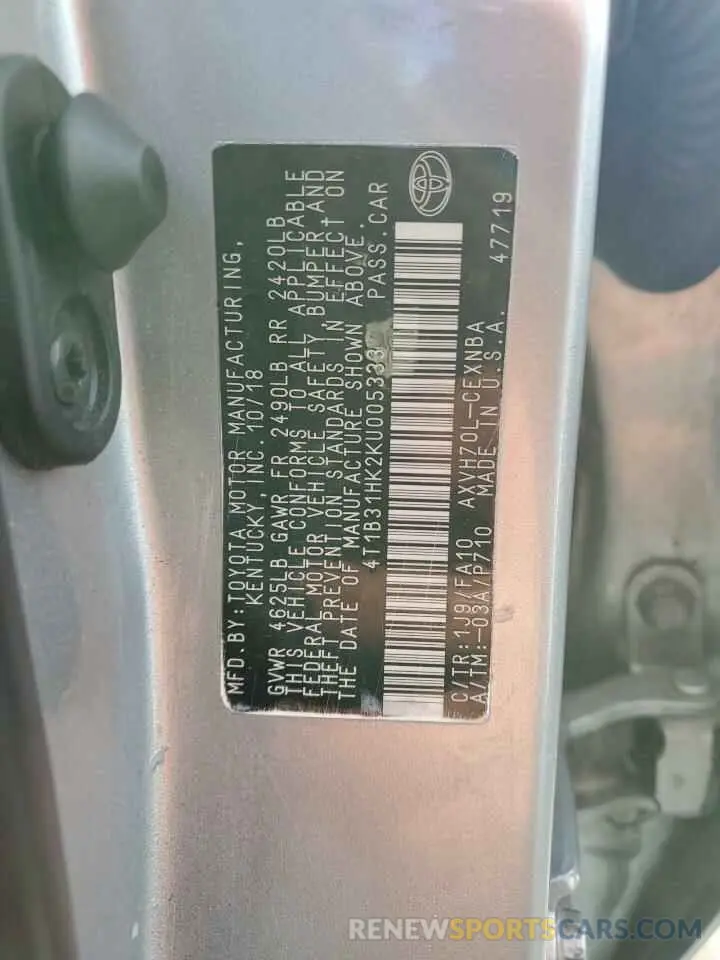 MFD. BY: TOYOTA MOTOR MANUFACTURING,
KENTUCKY, INC. 10/18
GVWR 4625LB GAWR FR 2490LB RR 2420LB
THIS VEHICLE CONFORMS TO ALL APPLICABLE
FEDERAL MOTOR VEHICLE SAFETY, BUMPER AND
THEFT PREVENTION STANDARDS IN EFFECT ON
THE DATE OF MANUFACTURE SHOWN ABOVE.
4T1B31HK2KU005333 PASS. CAR
C/TR: 1J9/FA10 AXVH70L-CEXNBA
A/TM: -03A/P710 MADE IN U.S.A. 47719
RENEWSPORTSCARS.COM